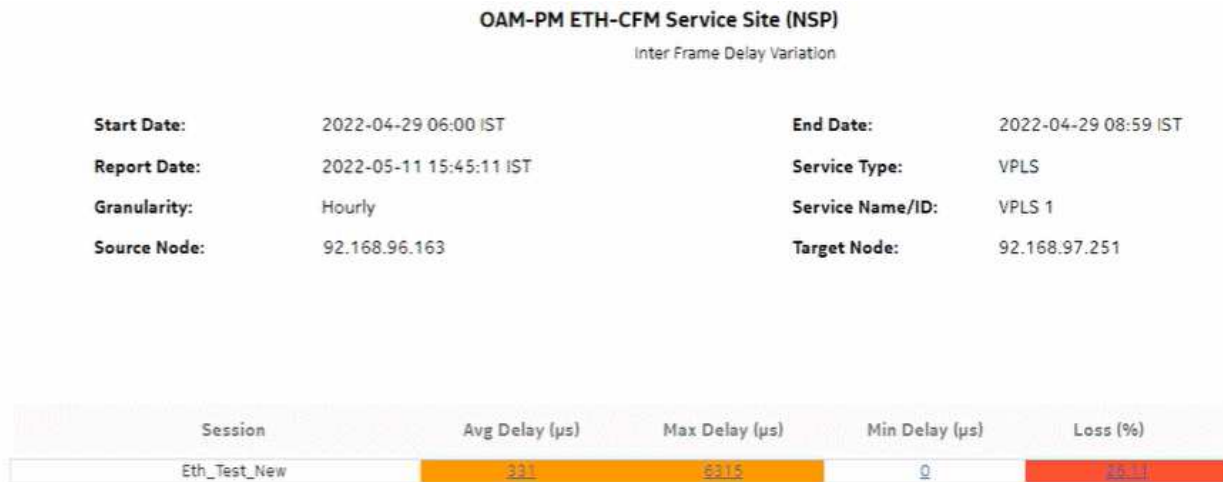 OAM-PM ETH-CFM Service Site (NSP)
Inter Frame Delay Variation
Start Date: 2022-04-29 06:00 IST End Date: 2022-04-29 08:59 IST
Report Date: 2022-05-11 15:45:11 IST Service Type: VPLS
Granularity: Hourly Service Name/ID: VPLS 1
Source Node: 92.168.96.163 Target Node: 92.168.97.251
Session Avg Delay (µs) Max Delay (µs) Min Delay (µs) Loss (%)
Eth_Test_New 331 6315 0 26.11